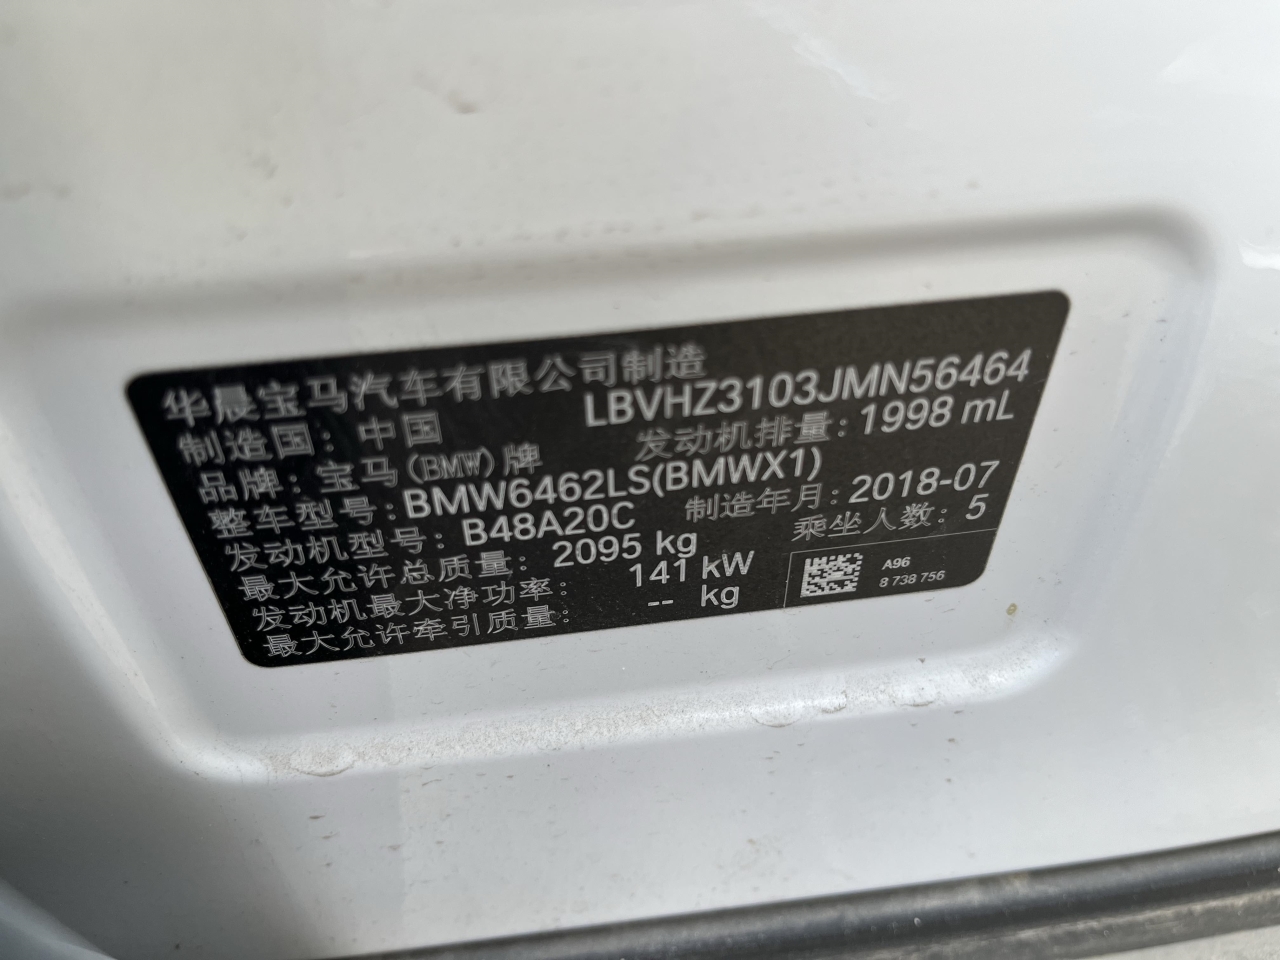 华晨宝马汽车有限公司制造
制造国: 中国 LBVHZ3103JMN56464
品牌: 宝马(BMW)牌 发动机排量: 1998 mL
整车型号: BMW6462LS(BMWX1)
发动机型号: B48A20C 制造年月: 2018-07
最大允许总质量: 2095 kg 乘坐人数: 5
发动机最大净功率: 141 kW
最大允许牵引质量: -- kg
A96
8 738 756